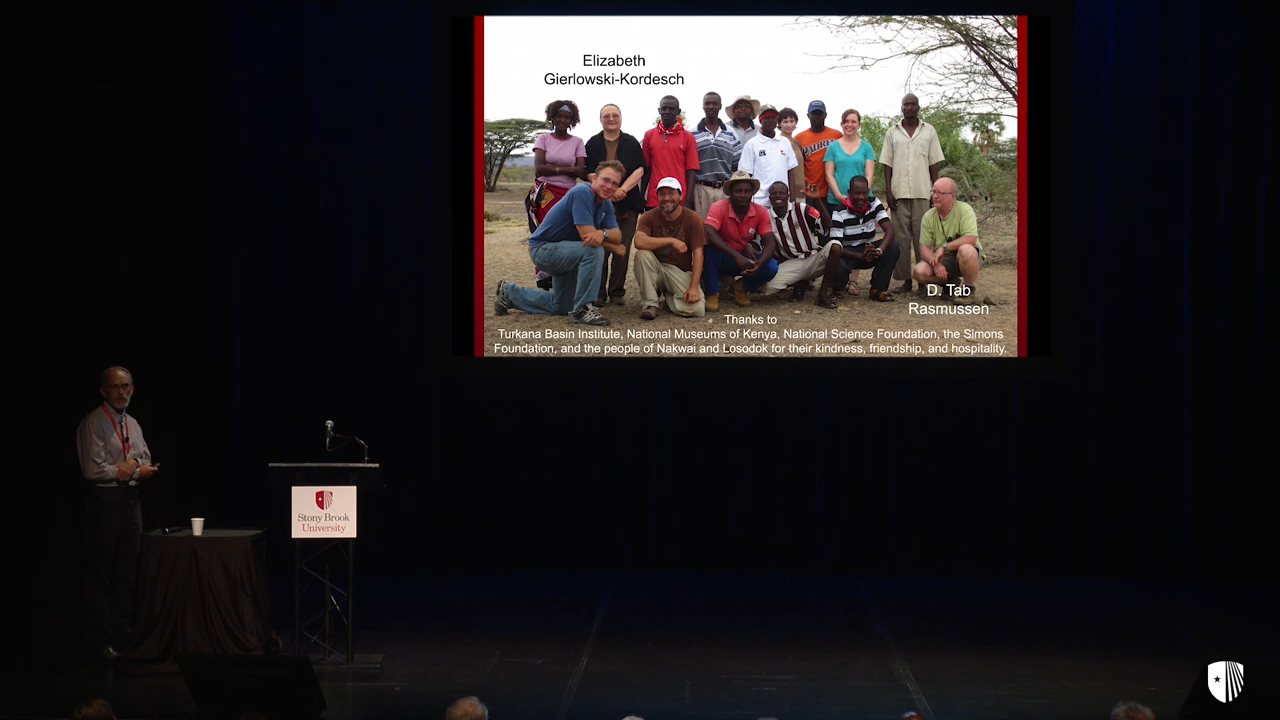 Elizabeth
Gierlowski-Kordesch
PADRES
D. Tab
Rasmussen
Thanks to
Turkana Basin Institute, National Museums of Kenya, National Science Foundation, the Simons
Foundation, and the people of Nakwai and Losodok for their kindness, friendship, and hospitality.
Stony Brook
University